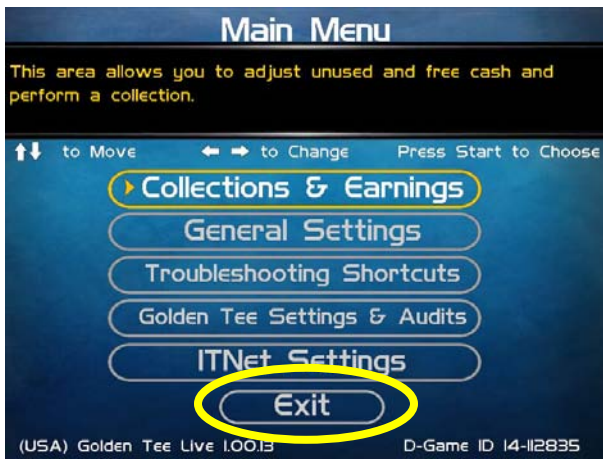 Main Menu
This area allows you to adjust unused and free cash and
perform a collection.
to Move to Change Press Start to Choose
Collections & Earnings
General Settings
Troubleshooting Shortcuts
Golden Tee Settings & Audits
ITNet Settings
Exit
(USA) Golden Tee Live 1.00.13 D-Game ID 14-112835